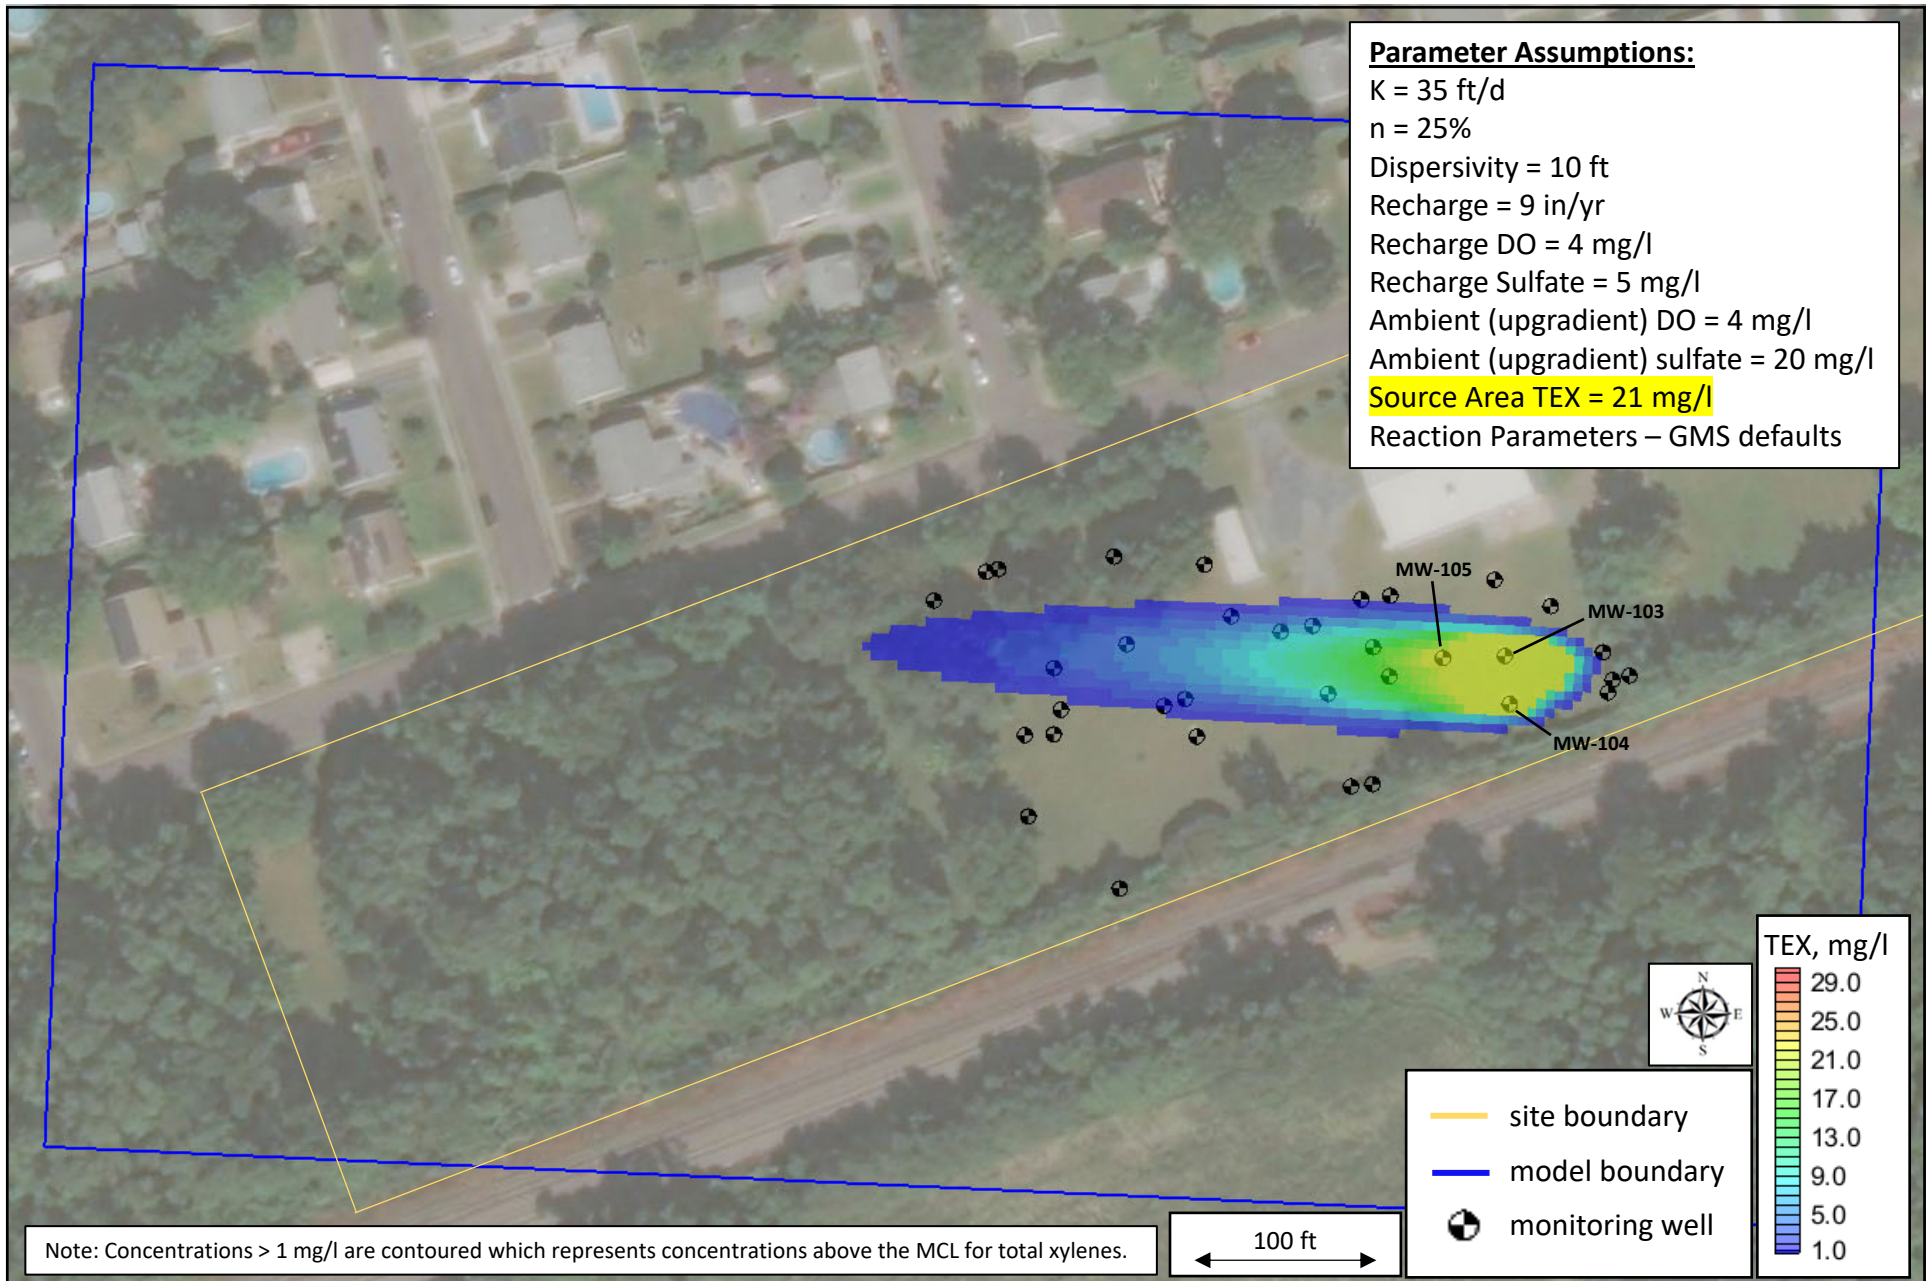 Parameter Assumptions:
K = 35 ft/d
n = 25%
Dispersivity = 10 ft
Recharge = 9 in/yr
Recharge DO = 4 mg/l
Recharge Sulfate = 5 mg/l
Ambient (upgradient) DO = 4 mg/l
Ambient (upgradient) sulfate = 20 mg/l
Source Area TEX = 21 mg/l
Reaction Parameters – GMS defaults
MW-105
MW-103
MW-104
TEX, mg/l
29.0
25.0
21.0
17.0
13.0
9.0
5.0
1.0
N
W E
S
site boundary
model boundary
monitoring well
100 ft
Note: Concentrations > 1 mg/l are contoured which represents concentrations above the MCL for total xylenes.